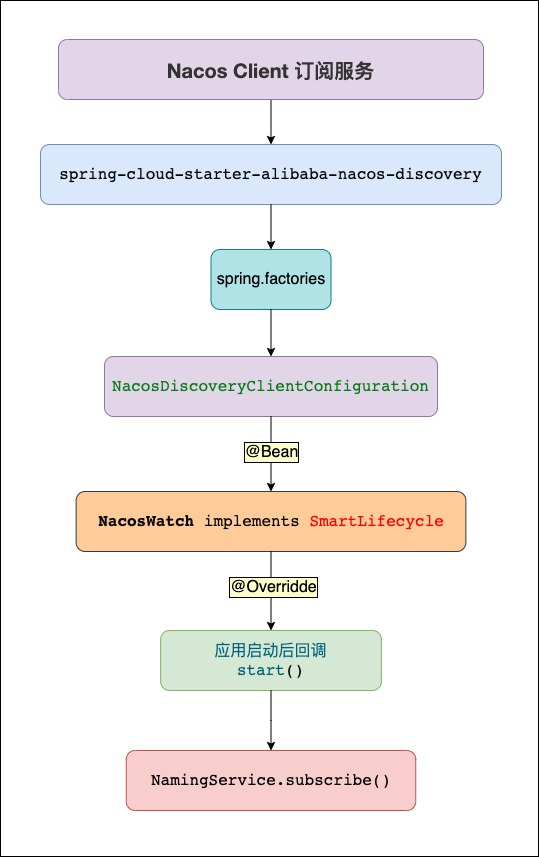 Nacos Client 订阅服务
spring-cloud-starter-alibaba-nacos-discovery
spring.factories
NacosDiscoveryClientConfiguration
@Bean
NacosWatch implements SmartLifecycle
@Overridde
应用启动后回调
start()
NamingService.subscribe()